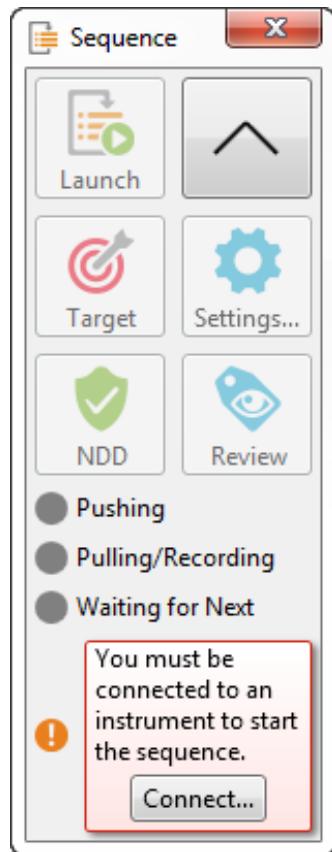 Sequence
Launch
Target
Settings...
NDD
Review
Pushing
Pulling/Recording
Waiting for Next
You must be
connected to an
instrument to start
the sequence.
Connect...